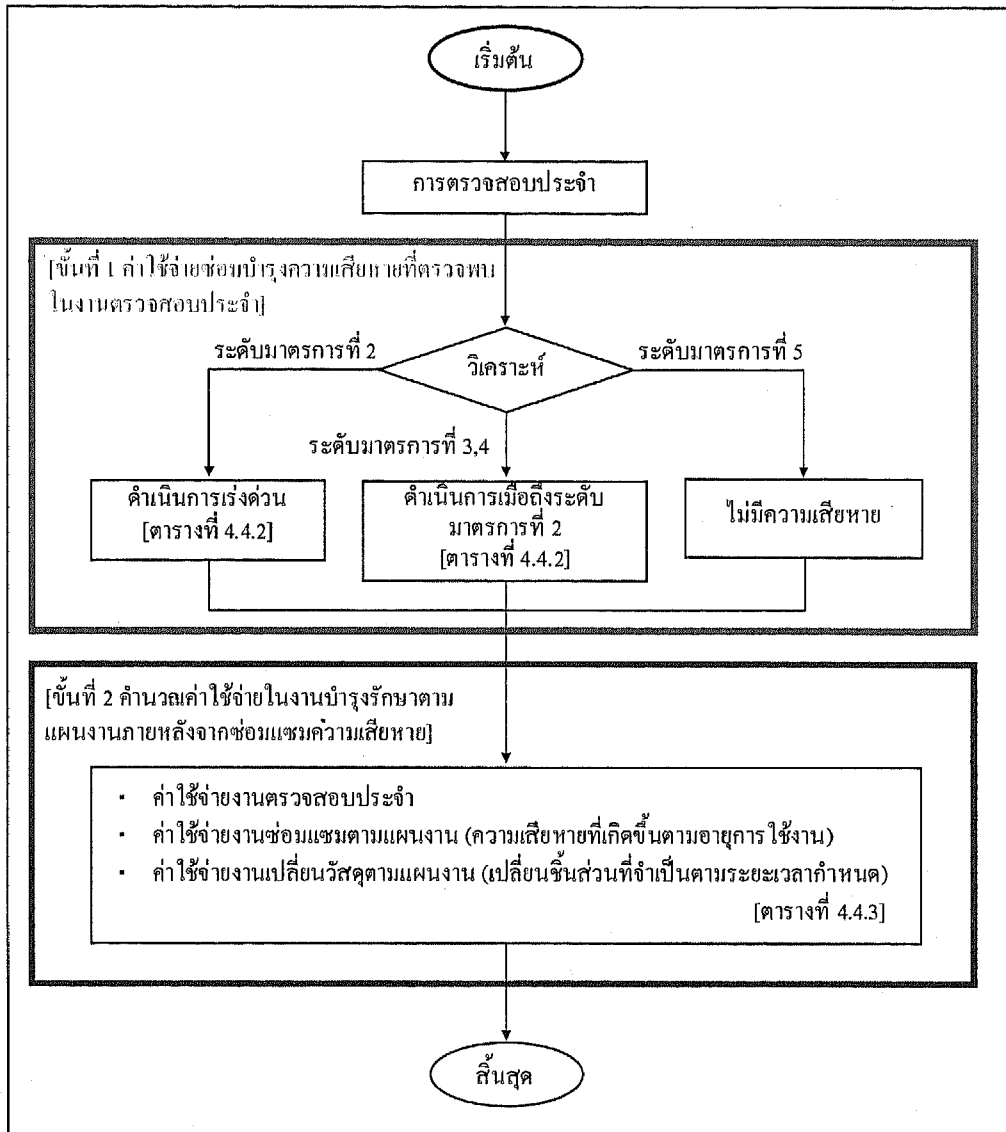 เริ่มต้น
การตรวจสอบประจำ
[ขั้นที่ 1 ค่าใช้จ่ายซ่อมบำรุงความเสียหายที่ตรวจพบ
ในงานตรวจสอบประจำ]
ระดับมาตรการที่ 2
วิเคราะห์
ระดับมาตรการที่ 5
ระดับมาตรการที่ 3,4
ดำเนินการเร่งด่วน
[ตารางที่ 4.4.2]
ดำเนินการเมื่อถึงระดับ
มาตรการที่ 2
[ตารางที่ 4.4.2]
ไม่มีความเสียหาย
[ขั้นที่ 2 คำนวณค่าใช้จ่ายในงานบำรุงรักษาตาม
แผนงานภายหลังจากซ่อมแซมความเสียหาย]
▪ ค่าใช้จ่ายงานตรวจสอบประจำ
▪ ค่าใช้จ่ายงานซ่อมแซมตามแผนงาน (ความเสียหายที่เกิดขึ้นตามอายุการใช้งาน)
▪ ค่าใช้จ่ายงานเปลี่ยนวัสดุตามแผนงาน (เปลี่ยนชิ้นส่วนที่จำเป็นตามระยะเวลากำหนด)
[ตารางที่ 4.4.3]
สิ้นสุด